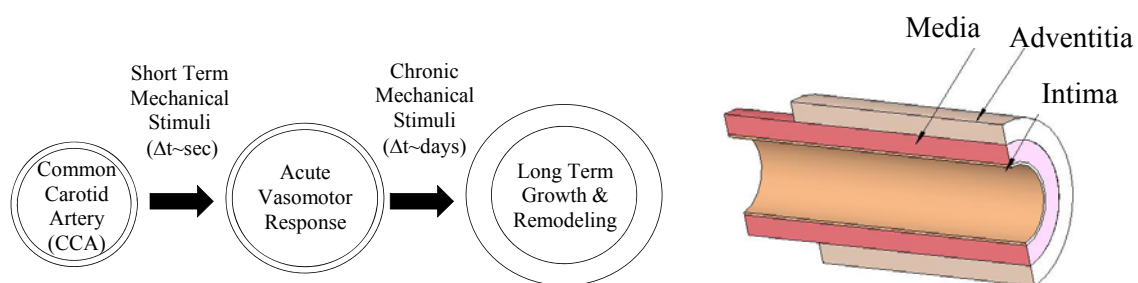 Short Term
Mechanical
Stimuli
(Δt~sec)
Chronic
Mechanical
Stimuli
(Δt~days)
Common
Carotid
Artery
(CCA)
Acute
Vasomotor
Response
Long Term
Growth &
Remodeling
Media
Adventitia
Intima